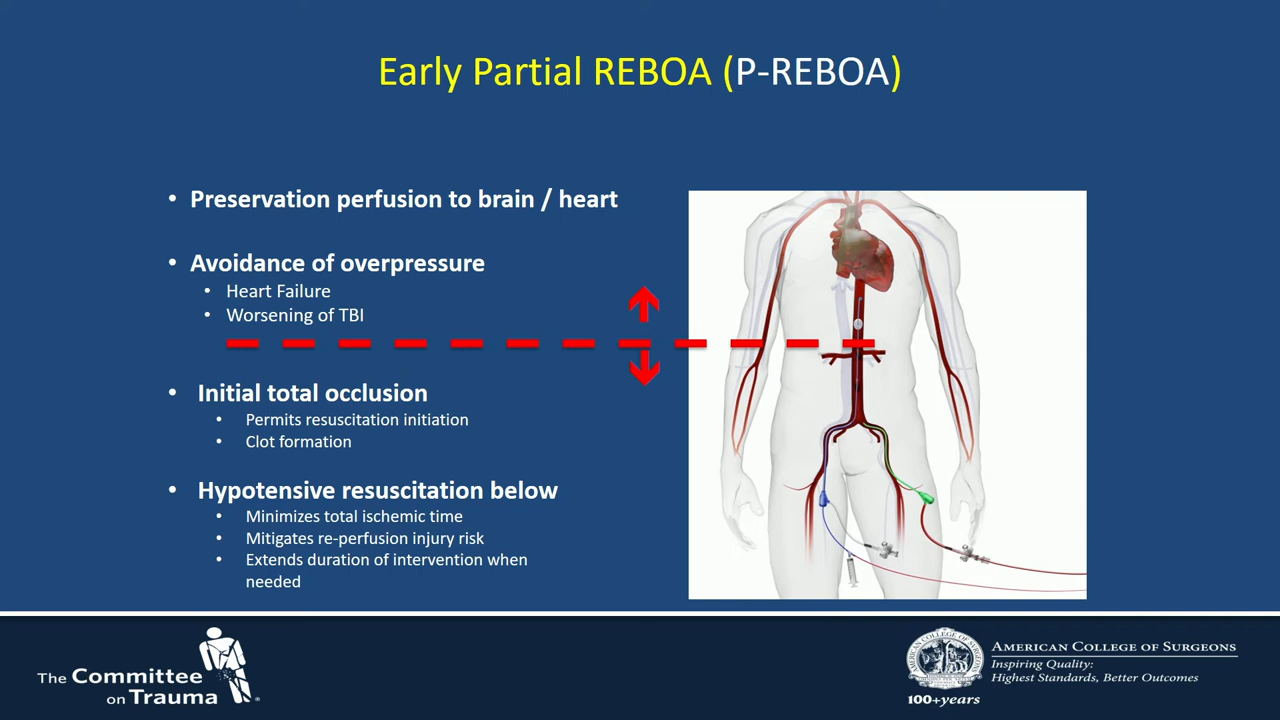 Early Partial REBOA (P-REBOA)
• Preservation perfusion to brain / heart
• Avoidance of overpressure
• Heart Failure
• Worsening of TBI
• Initial total occlusion
• Permits resuscitation initiation
• Clot formation
• Hypotensive resuscitation below
• Minimizes total ischemic time
• Mitigates re-perfusion injury risk
• Extends duration of intervention when
needed
The Committee
on Trauma
AMERICAN COLLEGE OF SURGEONS
Inspiring Quality:
Highest Standards, Better Outcomes
100+years